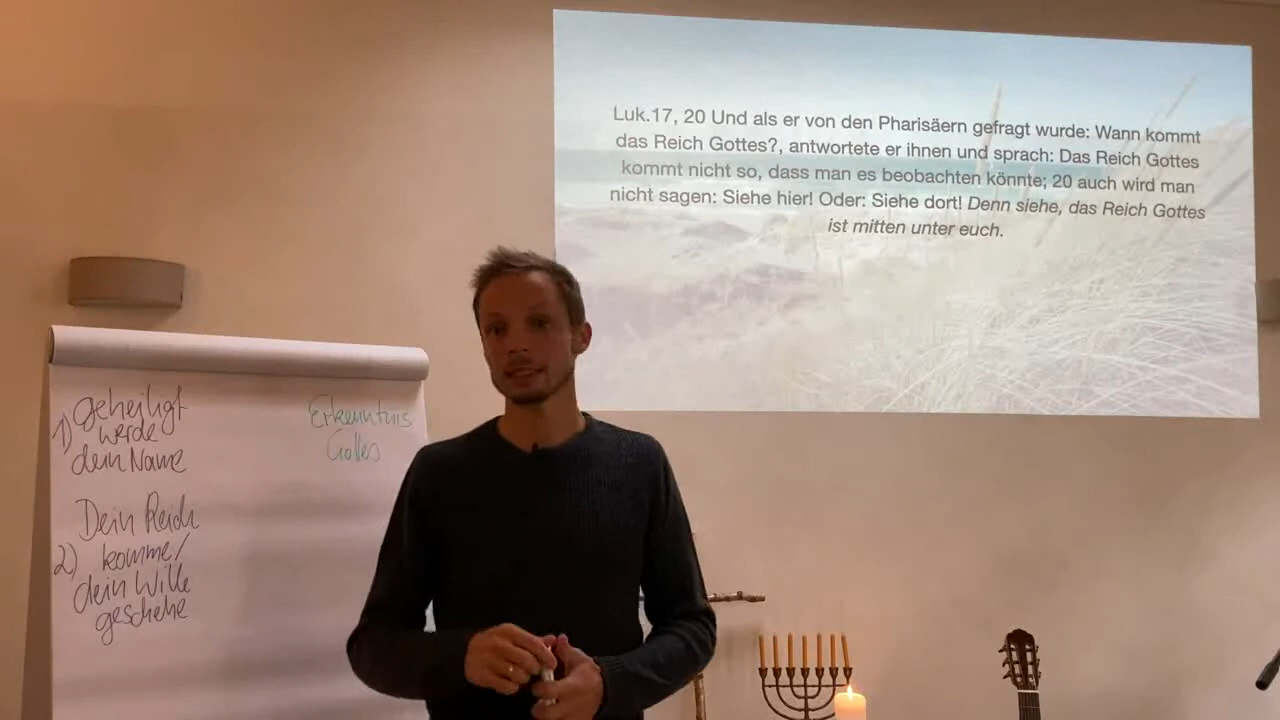 Luk.17, 20 Und als er von den Pharisäern gefragt wurde: Wann kommt
das Reich Gottes?, antwortete er ihnen und sprach: Das Reich Gottes
kommt nicht so, dass man es beobachten könnte; 20 auch wird man
nicht sagen: Siehe hier! Oder: Siehe dort! Denn siehe, das Reich Gottes
ist mitten unter euch.
1) geheiligt
werde
dein Name
Erkenntnis
Gottes
Dein Reich
2) komme/
dein Wille
geschehe